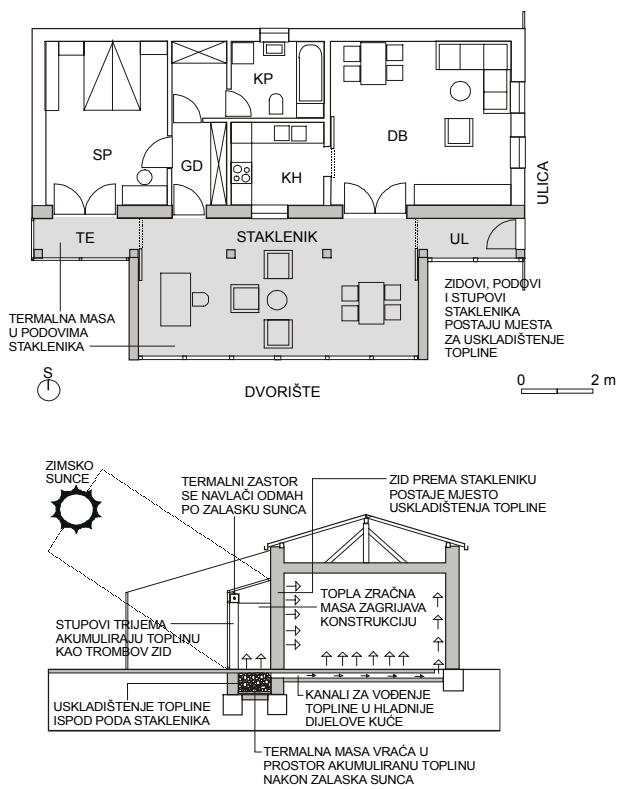 KP
DB
SP
GD
KH
ULICA
TE
STAKLENIK
UL
TERMALNA MASA
U PODOVIMA
STAKLENIKA
ZIDOVI, PODOVI
I STUPOVI
STAKLENIKA
POSTAJU MJESTA
ZA USKLADIŠTENJE
TOPLINE
S
DVORIŠTE
0 2 m
ZIMSKO
SUNCE
TERMALNI ZASTOR
SE NAVLAČI ODMAH
PO ZALASKU SUNCA
ZID PREMA STAKLENIKU
POSTAJE MJESTO
USKLADIŠTENJA TOPLINE
TOPLA ZRAČNA
MASA ZAGRIJAVA
KONSTRUKCIJU
STUPOVI TRIJEMA
AKUMULIRAJU TOPLINU
KAO TROMBOV ZID
USKLADIŠTENJE TOPLINE
ISPOD PODA STAKLENIKA
KANALI ZA VOĐENJE
TOPLINE U HLADNIJE
DIJELOVE KUĆE
TERMALNA MASA VRAĆA U
PROSTOR AKUMULIRANU TOPLINU
NAKON ZALASKA SUNCA